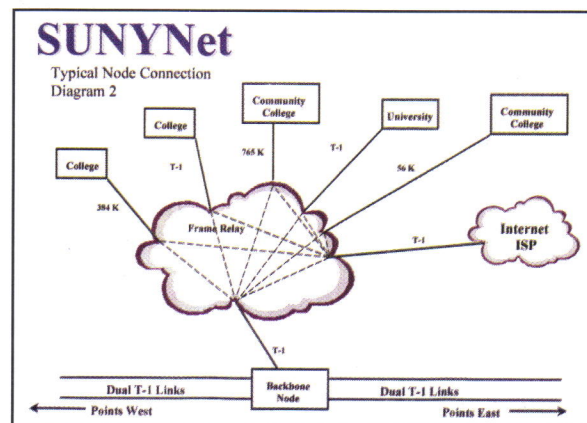 SUNYNet
Typical Node Connection
Diagram 2
Community
College
College
University
Community
College
College
765 K
T-1
T-1
56 K
384 K
Frame Relay
T-1
Internet
ISP
T-1
Dual T-1 Links
Backbone
Node
Dual T-1 Links
Points West
Points East